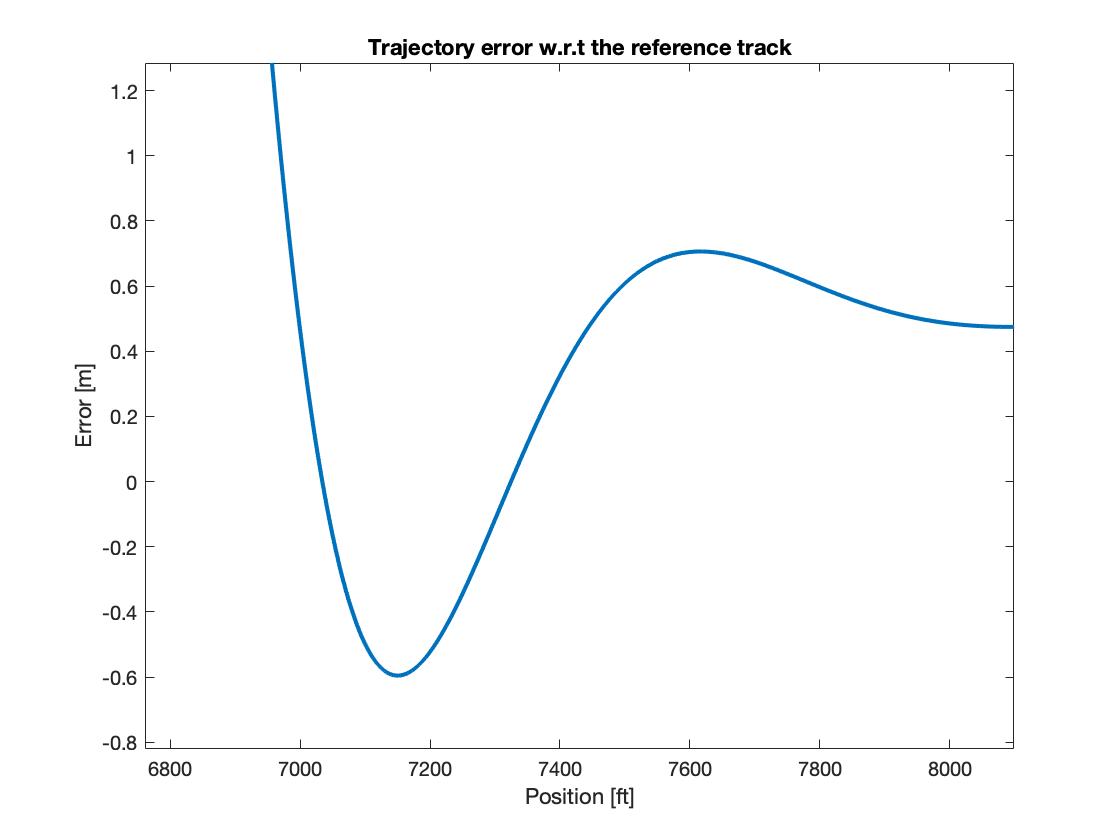 Trajectory error w.r.t the reference track
1.2
1
0.8
0.6
0.4
0.2
0
-0.2
-0.4
-0.6
-0.8
Error [m]
6800 7000 7200 7400 7600 7800 8000
Position [ft]